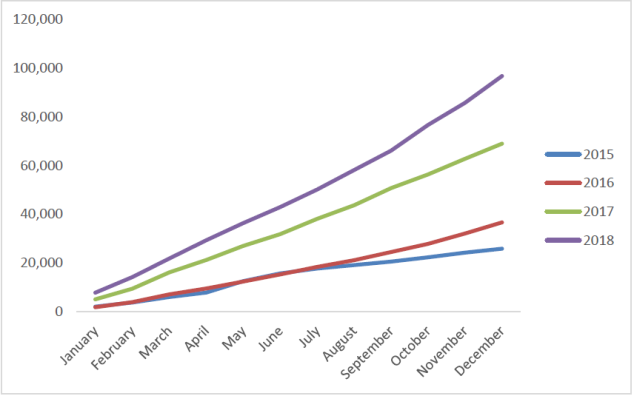 120,000
100,000
80,000
60,000
40,000
20,000
0
January
February
March
April
May
June
July
August
September
October
November
December
2015
2016
2017
2018